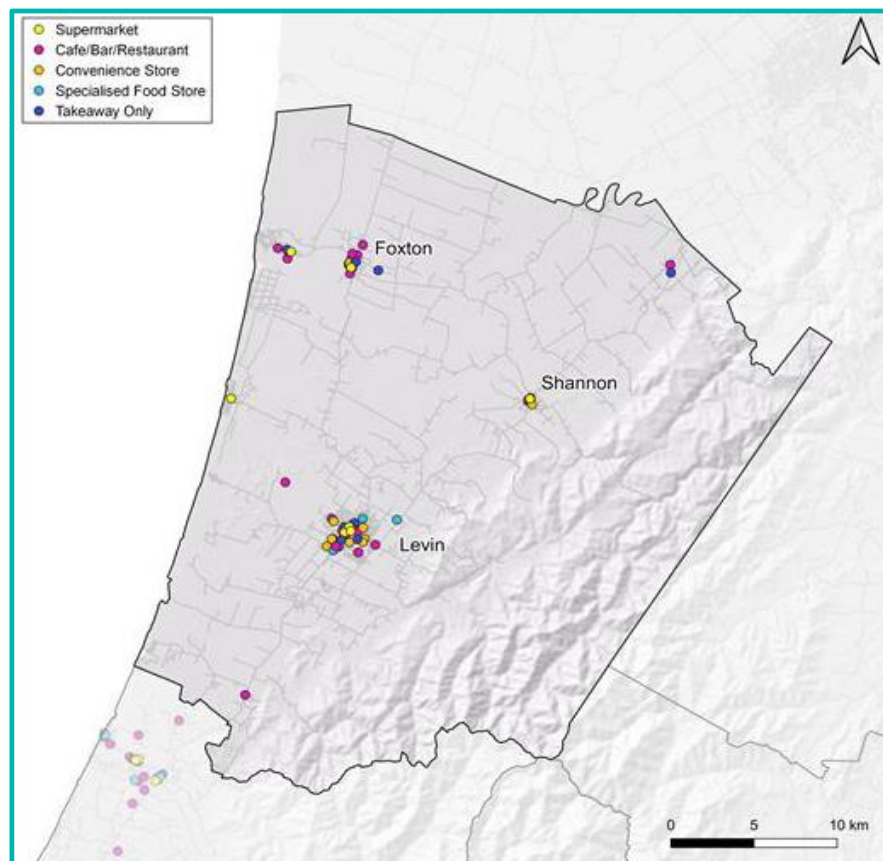 Supermarket
Cafe/Bar/Restaurant
Convenience Store
Specialised Food Store
Takeaway Only
Foxton
Shannon
Levin
0 5 10 km